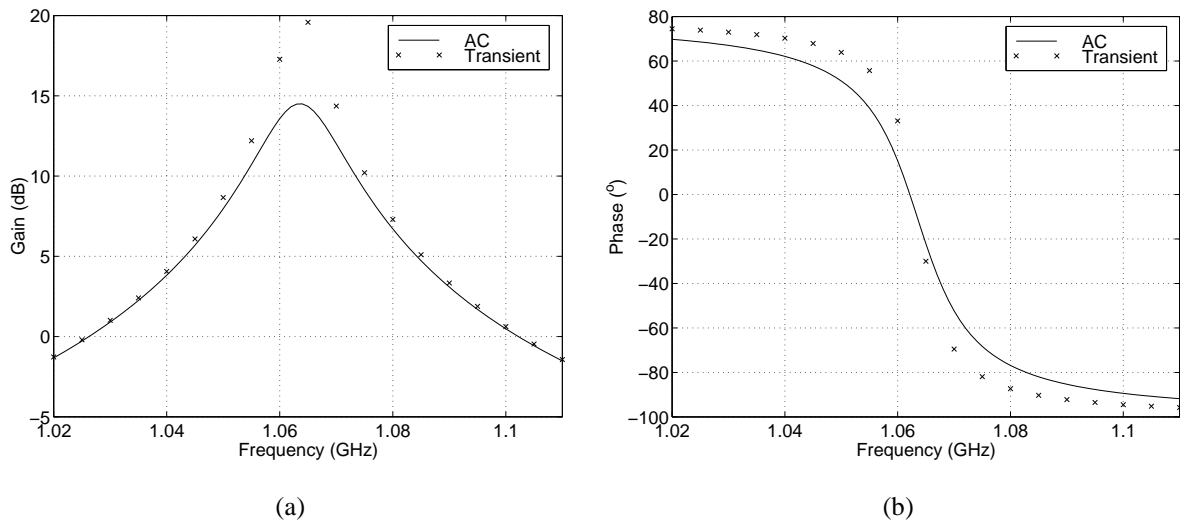 20
15
10
5
0
−5
Gain (dB)
AC
Transient
1.02
1.04
1.06
1.08
1.1
Frequency (GHz)
(a)
80
60
40
20
0
−20
−40
−60
−80
−100
Phase (o)
AC
Transient
1.02
1.04
1.06
1.08
1.1
Frequency (GHz)
(b)